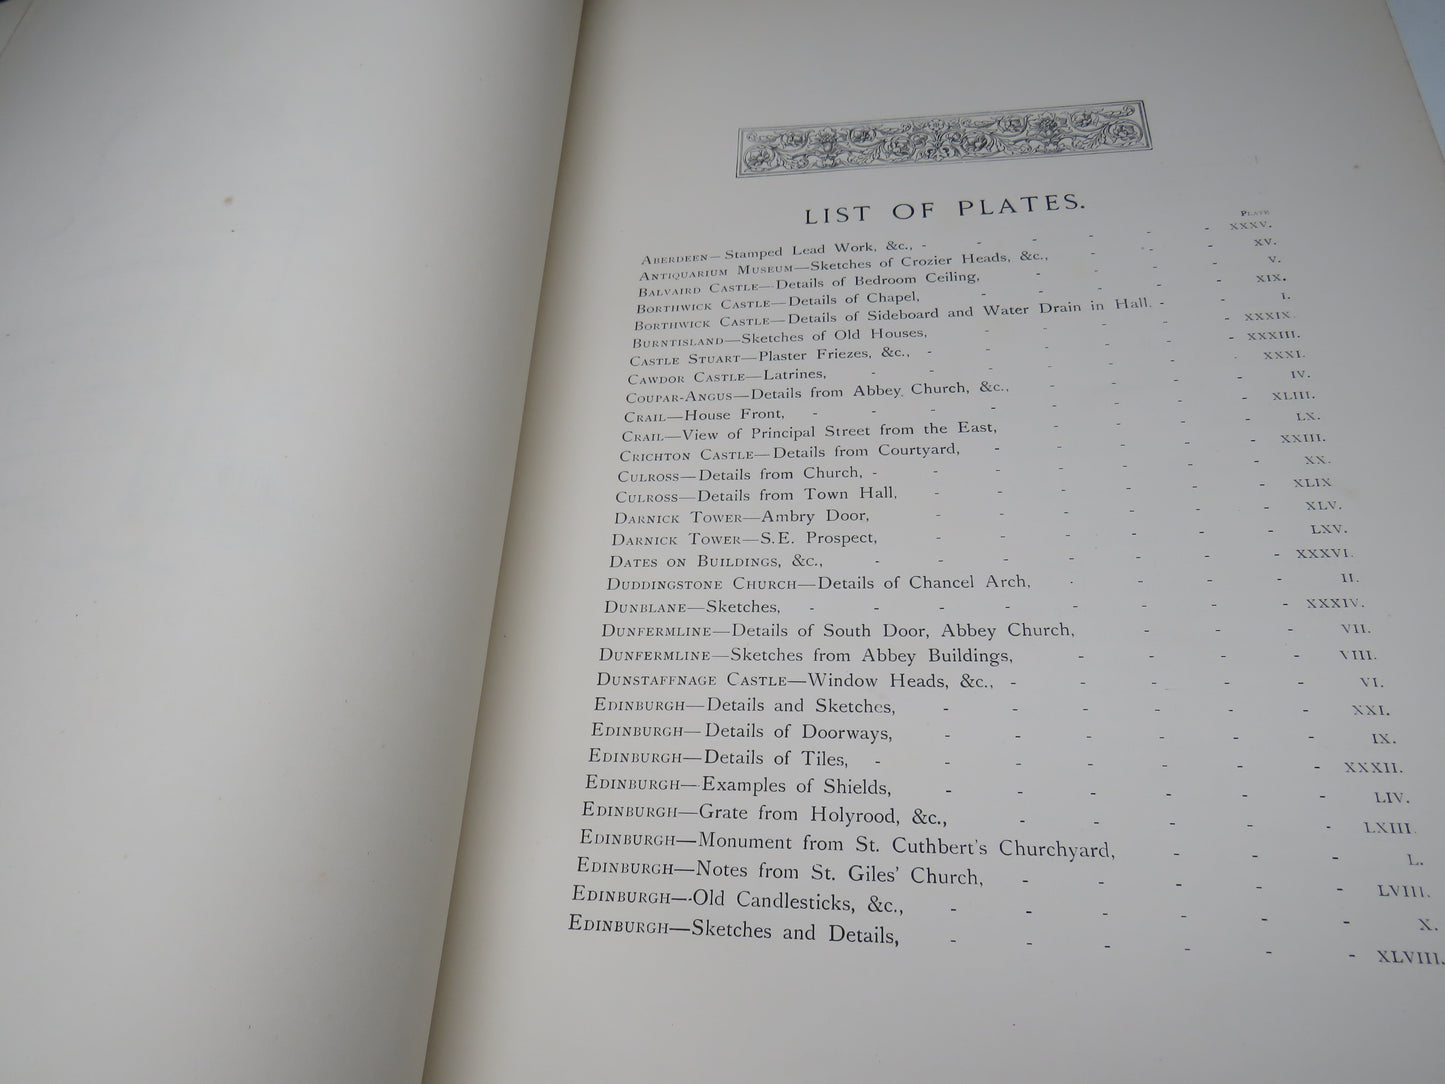 LIST OF PLATES.
PLATE
ABERDEEN—Stamped Lead Work, &c., - - - - - - XXXV.
ANTIQUARIUM MUSEUM—Sketches of Crozier Heads, &c., - - - XV.
BALVAIRD CASTLE—Details of Bedroom Ceiling, - - - - V.
BORTHWICK CASTLE—Details of Chapel, - - - - - XIX.
BORTHWICK CASTLE—Details of Sideboard and Water Drain in Hall. - - I.
BURNTISLAND—Sketches of Old Houses, - - - - - XXXIX.
CASTLE STUART—Plaster Friezes, &c., - - - - - - XXXIII.
CAWDOR CASTLE—Latrines, - - - - - - - XXXI.
COUPAR-ANGUS—Details from Abbey Church, &c., - - - - IV.
CRAIL—House Front, - - - - - - - - XLIII.
CRAIL—View of Principal Street from the East, - - - - LX.
CRICHTON CASTLE—Details from Courtyard, - - - - - XXIII.
CULROSS—Details from Church, - - - - - - - XX.
CULROSS—Details from Town Hall, - - - - - - XLIX
DARNICK TOWER—Ambry Door, - - - - - - XLV.
DARNICK TOWER—S.E. Prospect, - - - - - - LXV.
DATES ON BUILDINGS, &c., - - - - - - - XXXVI.
DUDDINGSTONE CHURCH—Details of Chancel Arch, - - - - II.
DUNBLANE—Sketches, - - - - - - - - XXXIV.
DUNFERMLINE—Details of South Door, Abbey Church, - - - VII.
DUNFERMLINE—Sketches from Abbey Buildings, - - - - VIII.
DUNSTAFFNAGE CASTLE—Window Heads, &c., - - - - - VI.
EDINBURGH—Details and Sketches, - - - - - - XXI.
EDINBURGH—Details of Doorways, - - - - - - IX.
EDINBURGH—Details of Tiles, - - - - - - - XXXII.
EDINBURGH—Examples of Shields, - - - - - - LIV.
EDINBURGH—Grate from Holyrood, &c., - - - - - LXIII.
EDINBURGH—Monument from St. Cuthbert's Churchyard, - - - L.
EDINBURGH—Notes from St. Giles' Church, - - - - - LVIII.
EDINBURGH—Old Candlesticks, &c., - - - - - - X.
EDINBURGH—Sketches and Details, - - - - - - XLVIII.